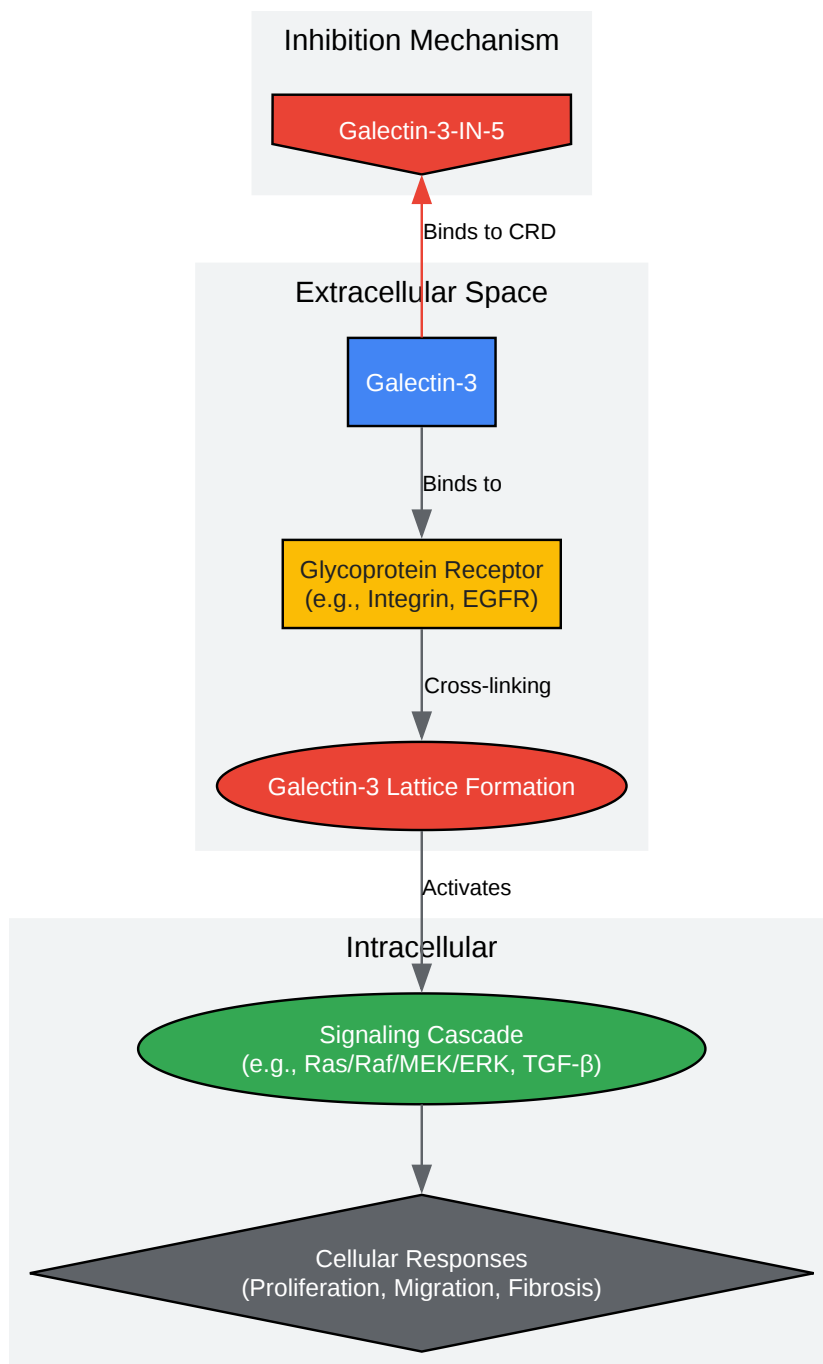 Inhibition Mechanism
Galectin-3-IN-5
Binds to CRD
Extracellular Space
Galectin-3
Binds to
Glycoprotein Receptor
(e.g., Integrin, EGFR)
Cross-linking
Galectin-3 Lattice Formation
Activates
Intracellular
Signaling Cascade
(e.g., Ras/Raf/MEK/ERK, TGF-β)
Cellular Responses
(Proliferation, Migration, Fibrosis)